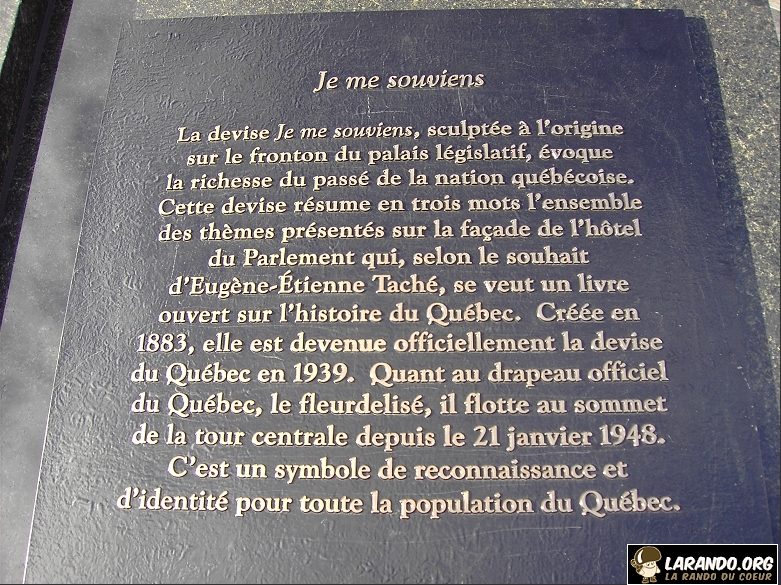 Je me souviens
La devise Je me souviens, sculptée à l'origine
sur le fronton du palais législatif, évoque
la richesse du passé de la nation québécoise.
Cette devise résume en trois mots l'ensemble
des thèmes présentés sur la façade de l'hôtel
du Parlement qui, selon le souhait
d'Eugène-Étienne Taché, se veut un livre
ouvert sur l'histoire du Québec. Créée en
1883, elle est devenue officiellement la devise
du Québec en 1939. Quant au drapeau officiel
du Québec, le fleurdelisé, il flotte au sommet
de la tour centrale depuis le 21 janvier 1948.
C'est un symbole de reconnaissance et
d'identité pour toute la population du Québec.
LARANDO.ORG
LA RANDO DU COEUR